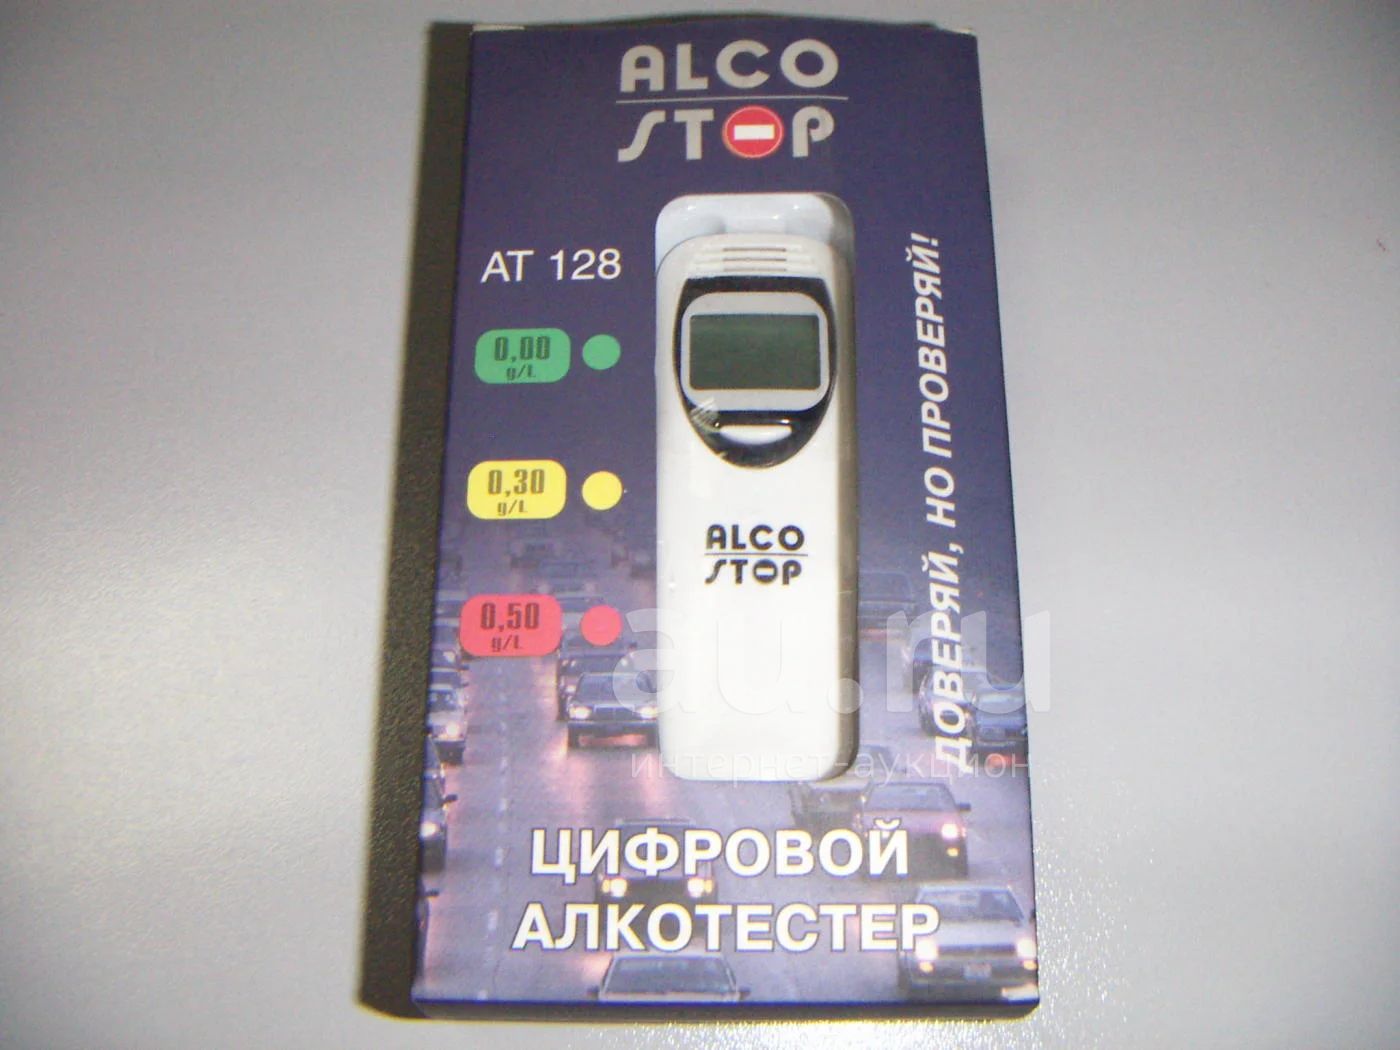 ALCO
STOP
AT 128
0,00
g/L
0,30
g/L
0,50
g/L
ALCO
STOP
ДОВЕРЯЙ, НО ПРОВЕРЯЙ!
au.ru
интернет-аукцион
ЦИФРОВОЙ
АЛКОТЕСТЕР